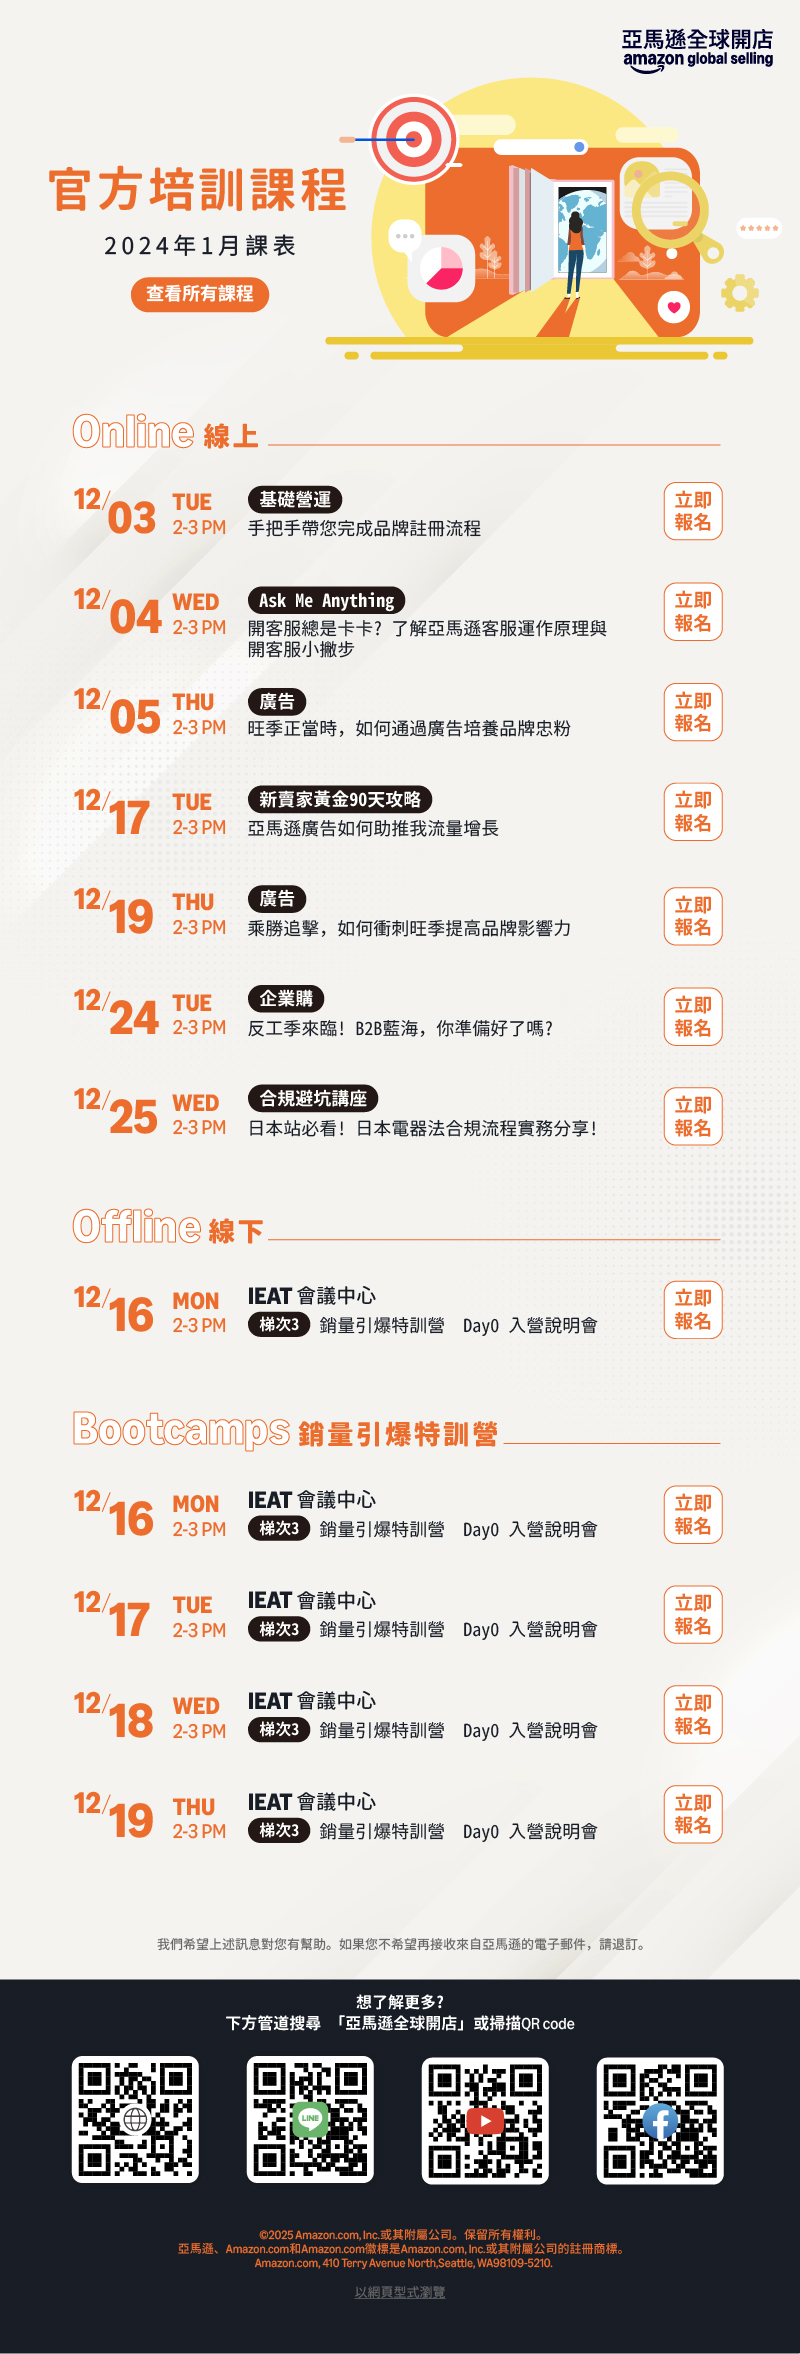 亞馬遜全球開店
amazon global selling
官方培訓課程
2024年1月課表
查看所有課程
Online 線上
12/03 TUE 2-3 PM
基礎營運
手把手帶您完成品牌註冊流程
立即
報名
12/04 WED 2-3 PM
Ask Me Anything
開客服總是卡卡? 了解亞馬遜客服運作原理與
開客服小撇步
立即
報名
12/05 THU 2-3 PM
廣告
旺季正當時，如何通過廣告培養品牌忠粉
立即
報名
12/17 TUE 2-3 PM
新賣家黃金90天攻略
亞馬遜廣告如何助推我流量增長
立即
報名
12/19 THU 2-3 PM
廣告
乘勝追擊，如何衝刺旺季提高品牌影響力
立即
報名
12/24 TUE 2-3 PM
企業購
反工季來臨! B2B藍海，你準備好了嗎?
立即
報名
12/25 WED 2-3 PM
合規避坑講座
日本站必看! 日本電器法合規流程實務分享!
立即
報名
Offline 線下
12/16 MON 2-3 PM
IEAT 會議中心
梯次3 銷量引爆特訓營 Day0 入營說明會
立即
報名
Bootcamps 銷量引爆特訓營
12/16 MON 2-3 PM
IEAT 會議中心
梯次3 銷量引爆特訓營 Day0 入營說明會
立即
報名
12/17 TUE 2-3 PM
IEAT 會議中心
梯次3 銷量引爆特訓營 Day0 入營說明會
立即
報名
12/18 WED 2-3 PM
IEAT 會議中心
梯次3 銷量引爆特訓營 Day0 入營說明會
立即
報名
12/19 THU 2-3 PM
IEAT 會議中心
梯次3 銷量引爆特訓營 Day0 入營說明會
立即
報名
我們希望上述訊息對您有幫助。如果您不希望再接收來自亞馬遜的電子郵件，請退訂。
想了解更多?
下方管道搜尋 「亞馬遜全球開店」或掃描QR code
LINE
©2025 Amazon.com, Inc.或其附屬公司。保留所有權利。
亞馬遜、Amazon.com和Amazon.com徽標是Amazon.com, Inc.或其附屬公司的註冊商標。
Amazon.com, 410 Terry Avenue North,Seattle, WA98109-5210.
以網頁型式瀏覽